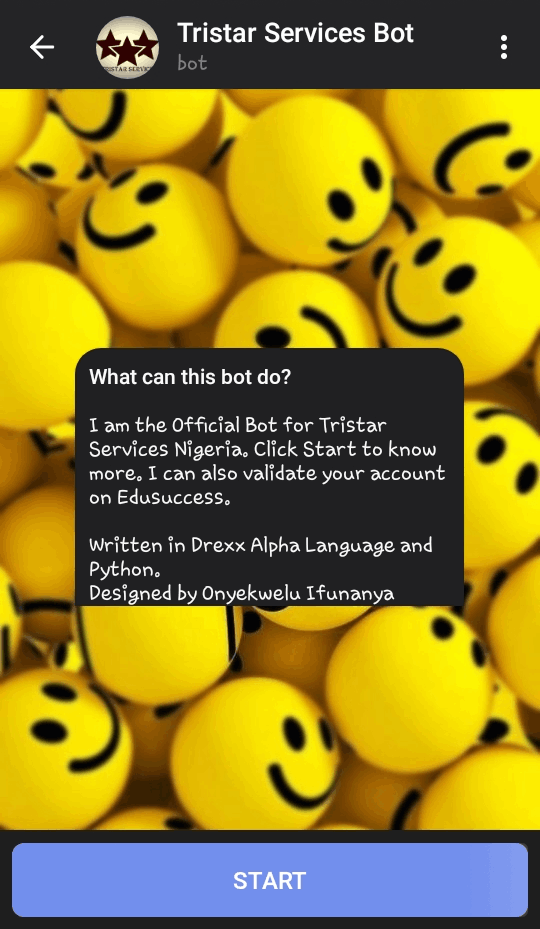 Tristar Services Bot
bot
What can this bot do?
I am the Official Bot for Tristar
Services Nigeria. Click Start to know
more. I can also validate your account
on Edusuccess.
Written in Drexx Alpha Language and
Python.
Designed by Onyekwelu Ifunanya
START